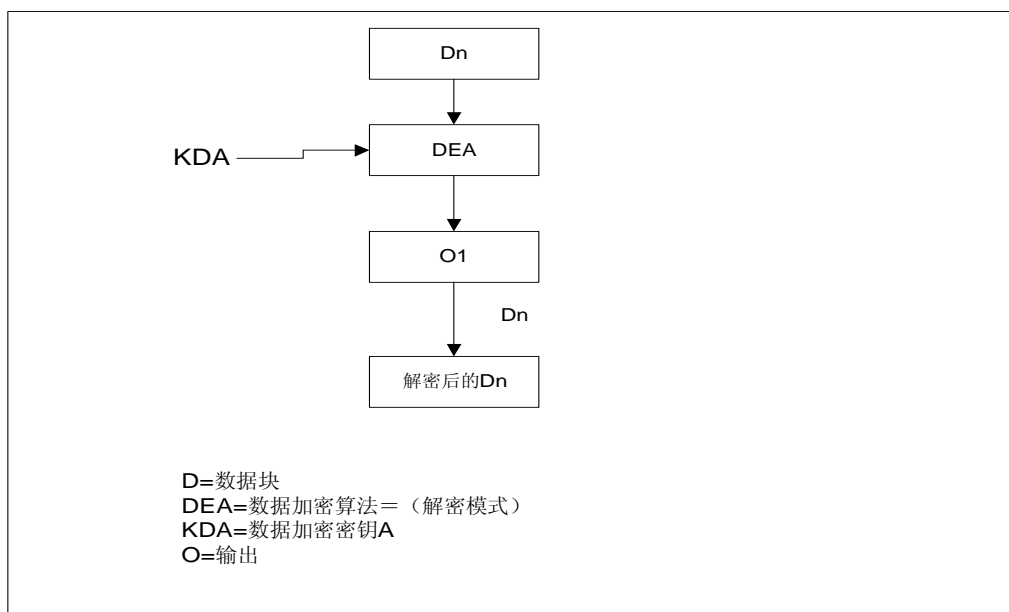 Dn
KDA
DEA
O1
Dn
解密后的Dn
D=数据块
DEA=数据加密算法＝（解密模式）
KDA=数据加密密钥A
O=输出